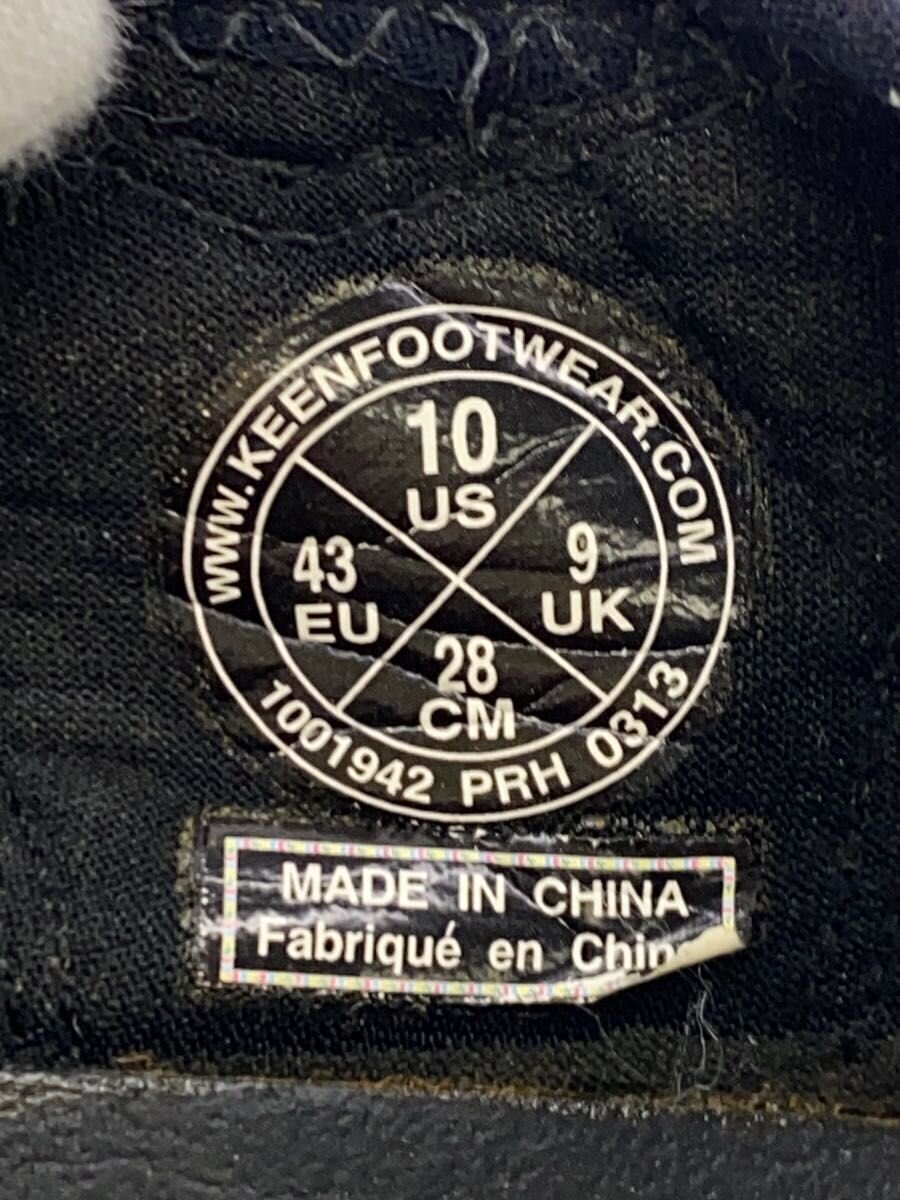 WWW.KEENFOOTWEAR.COM
10
US
43
EU
9
UK
28
CM
1001942 PRH 0313
MADE IN CHINA
Fabriqué en